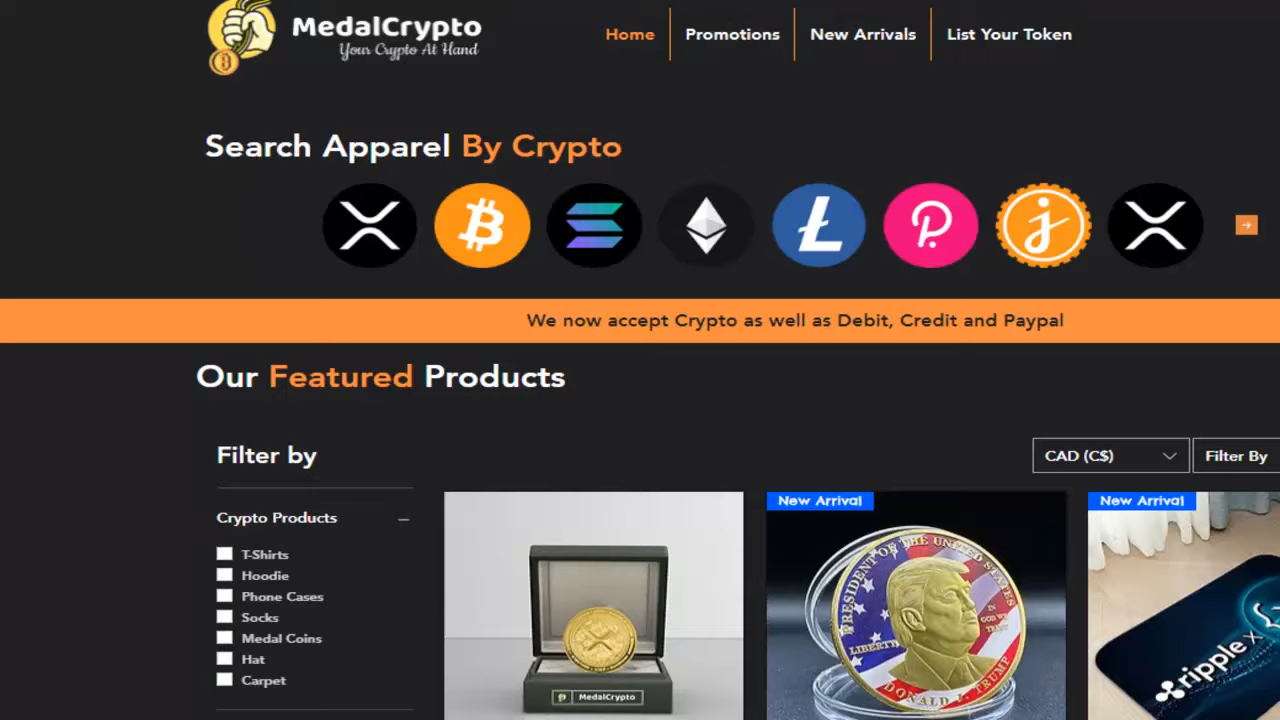 MedalCrypto
Your Crypto At Hand
Home
Promotions
New Arrivals
List Your Token
Search Apparel By Crypto
We now accept Crypto as well as Debit, Credit and Paypal
Our Featured Products
Filter by
CAD (C$)
Filter By
Crypto Products
T-Shirts
Hoodie
Phone Cases
Socks
Medal Coins
Hat
Carpet
MedalCrypto
New Arrival
PRESIDENT OF THE UNITED STATES
LIBERTY
IN
GOD WE
TRUST
DONALD J. TRUMP
New Arrival
ripple X